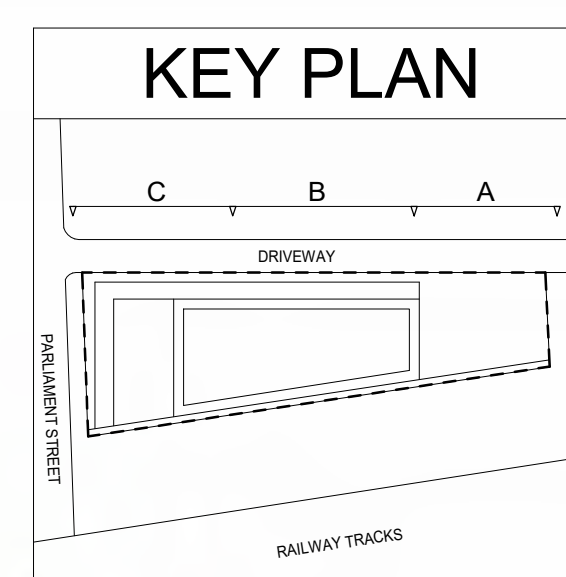 KEY PLAN
C B A
DRIVEWAY
PARLIAMENT STREET
RAILWAY TRACKS